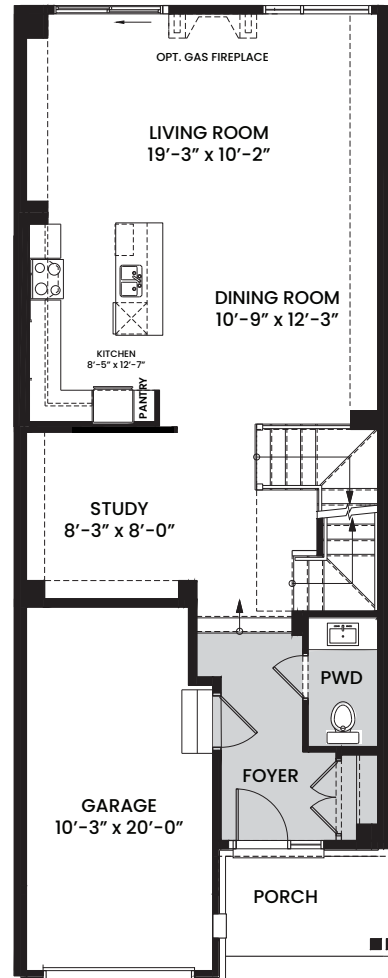 OPT. GAS FIREPLACE
LIVING ROOM
19’-3” x 10’-2”
DINING ROOM
10’-9” x 12’-3”
KITCHEN
8’-5” x 12’-7”
PANTRY
STUDY
8’-3” x 8’-0”
PWD
FOYER
GARAGE
10’-3” x 20’-0”
PORCH